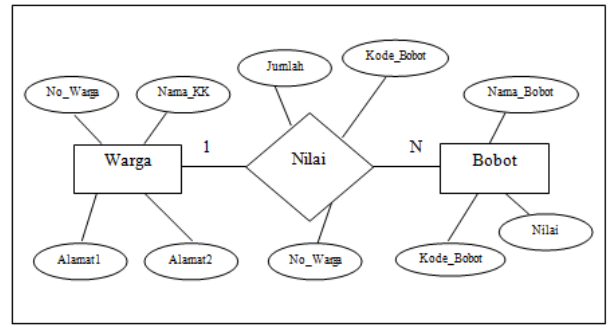 Jumlah
Kode_Bobot
No_Warga
Nama_KK
Nama_Bobot
Warga
1
Nilai
N
Bobot
Alamat1
Alamat2
No_Warga
Kode_Bobot
Nilai